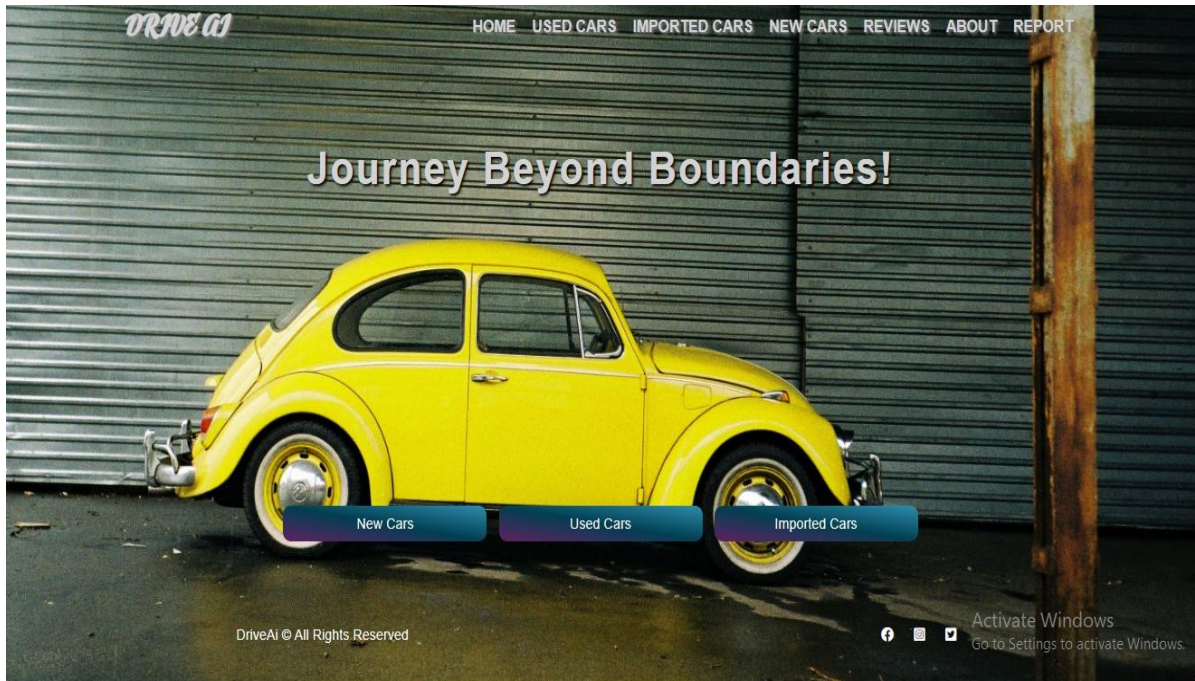 DRIVE AI
HOME USED CARS IMPORTED CARS NEW CARS REVIEWS ABOUT REPORT
Journey Beyond Boundaries!
New Cars Used Cars Imported Cars
DriveAi © All Rights Reserved
Activate Windows
Go to Settings to activate Windows.